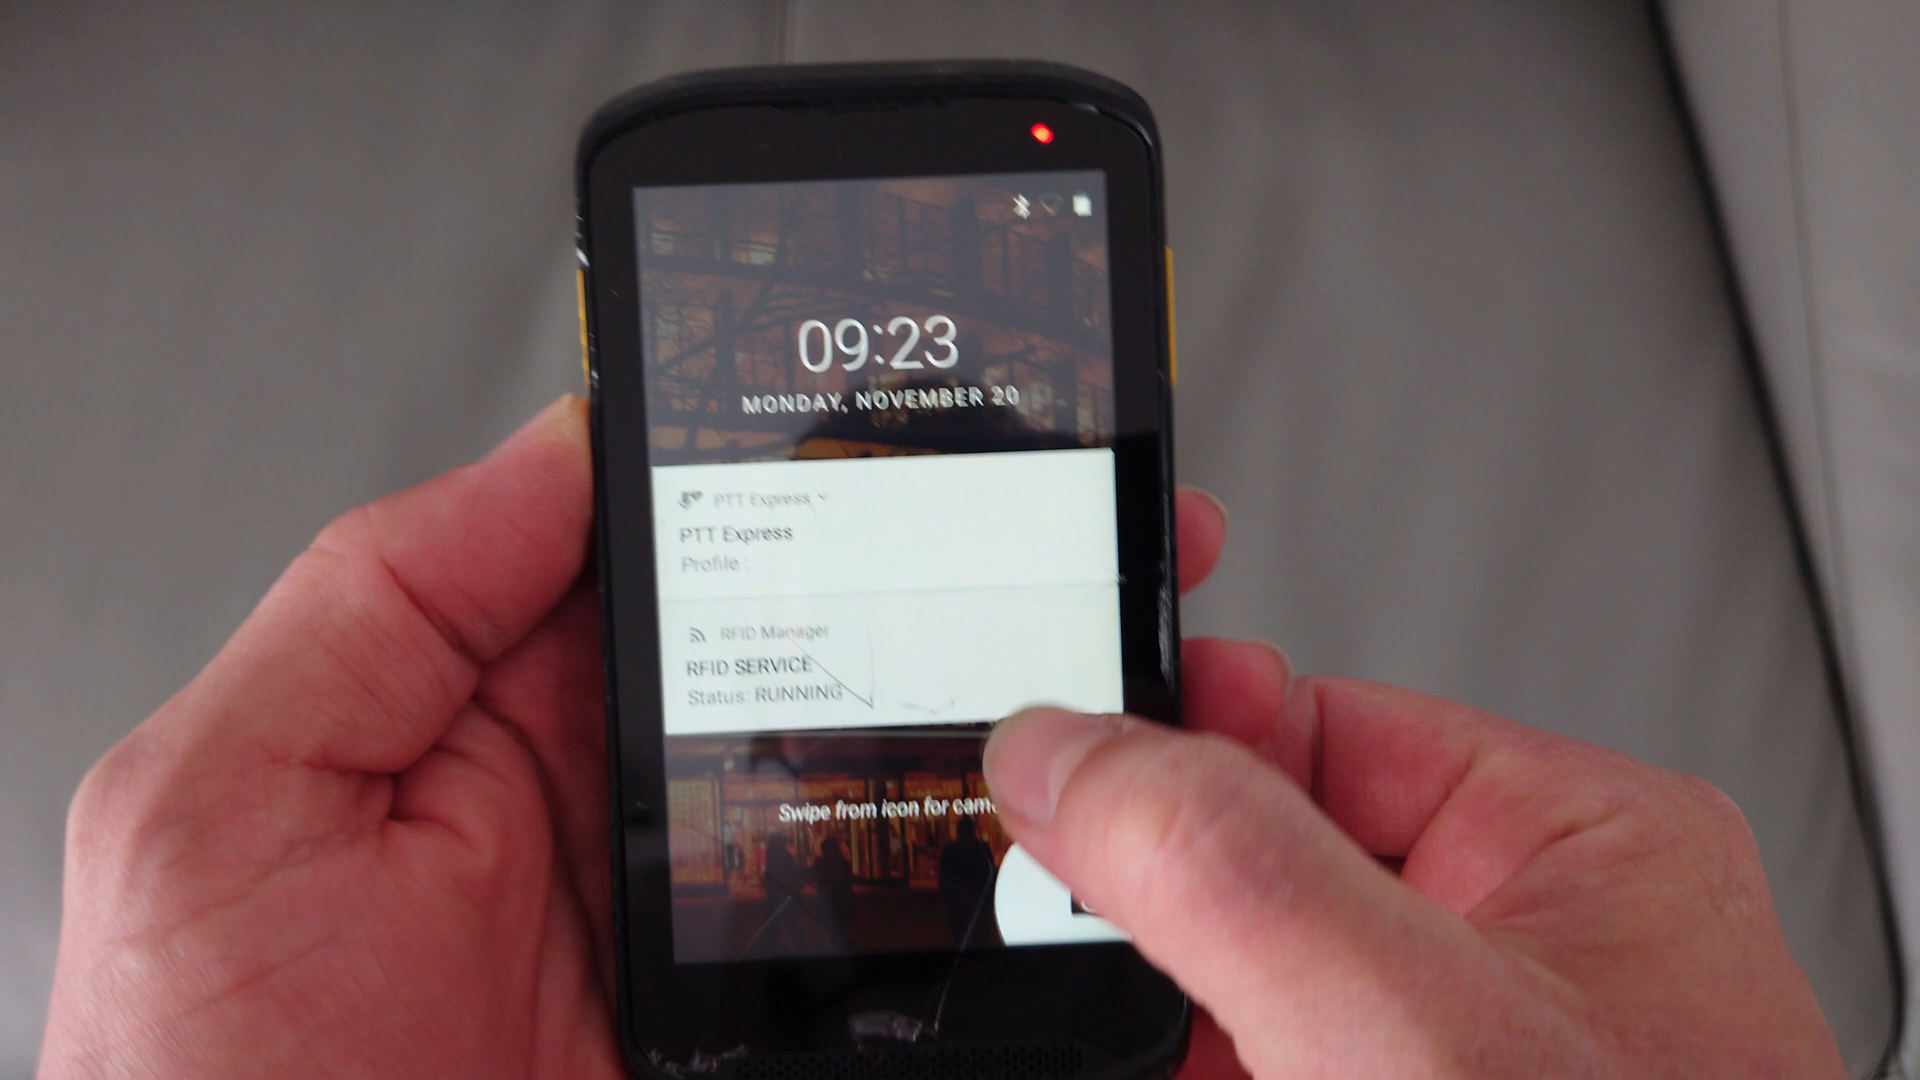 09:23
MONDAY, NOVEMBER 20
PTT Express
PTT Express
Profile :
RFID Manager
RFID SERVICE
Status: RUNNING
Swipe from icon for